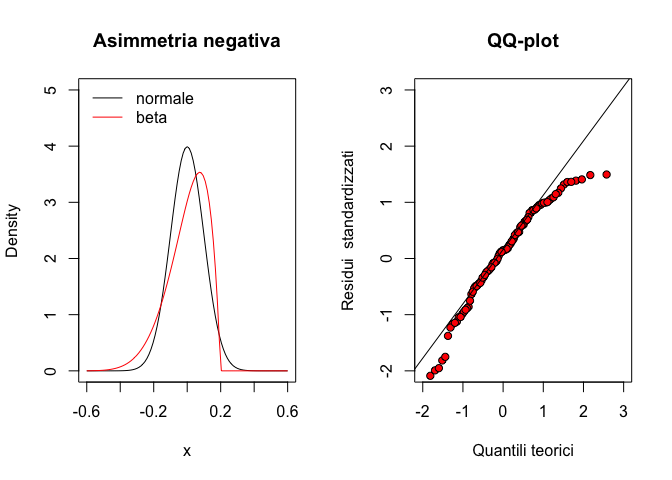 Asimmetria negativa
normale
beta
Density
0
1
2
3
4
5
-0.6
-0.2
0.2
0.6
x
QQ-plot
Residui standardizzati
-2
-1
0
1
2
3
-2
-1
0
1
2
3
Quantili teorici